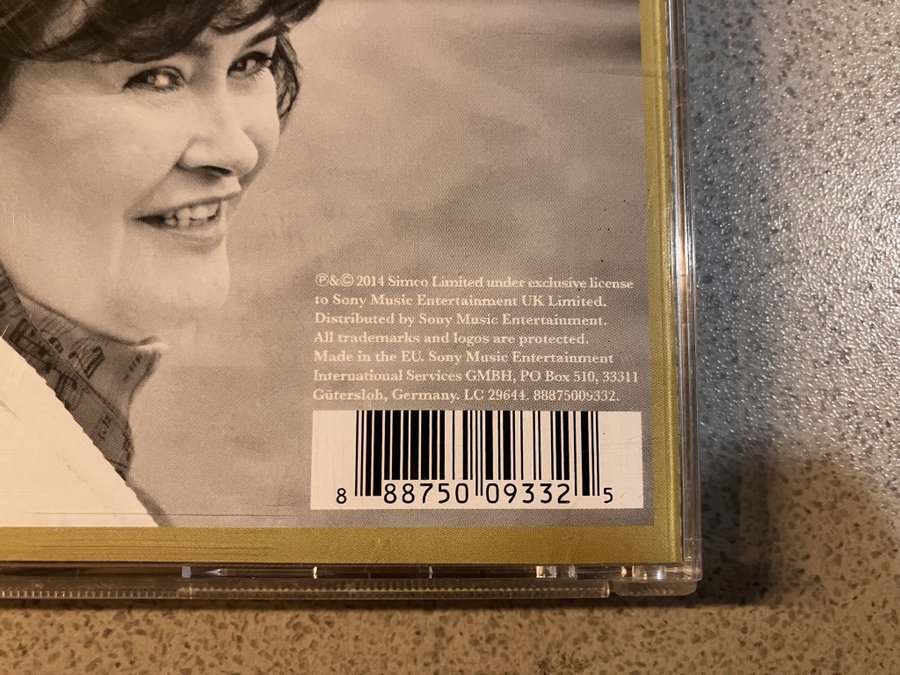 ℗&© 2014 Simco Limited under exclusive license
to Sony Music Entertainment UK Limited.
Distributed by Sony Music Entertainment.
All trademarks and logos are protected.
Made in the EU. Sony Music Entertainment
International Services GMBH, PO Box 510, 33311
Gütersloh, Germany. LC 29644. 88875009332.
8 88750 09332 5